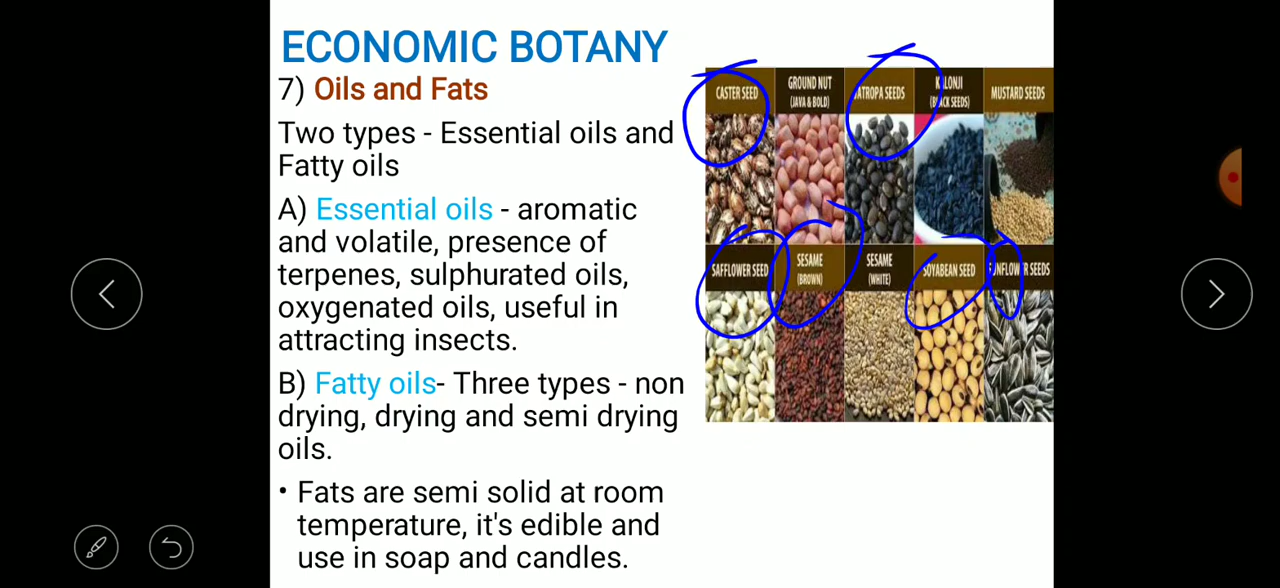 ECONOMIC BOTANY
7) Oils and Fats
Two types - Essential oils and
Fatty oils
A) Essential oils - aromatic
and volatile, presence of
terpenes, sulphurated oils,
oxygenated oils, useful in
attracting insects.
B) Fatty oils- Three types - non
drying, drying and semi drying
oils.
• Fats are semi solid at room
temperature, it's edible and
use in soap and candles.
CASTER SEED
GROUND NUT
(JAVA & BOLD)
JATROPA SEEDS
KALONJI
(BLACK SEEDS)
MUSTARD SEEDS
SAFFLOWER SEED
SESAME
(BROWN)
SESAME
(WHITE)
SOYABEAN SEED
SUNFLOWER SEEDS